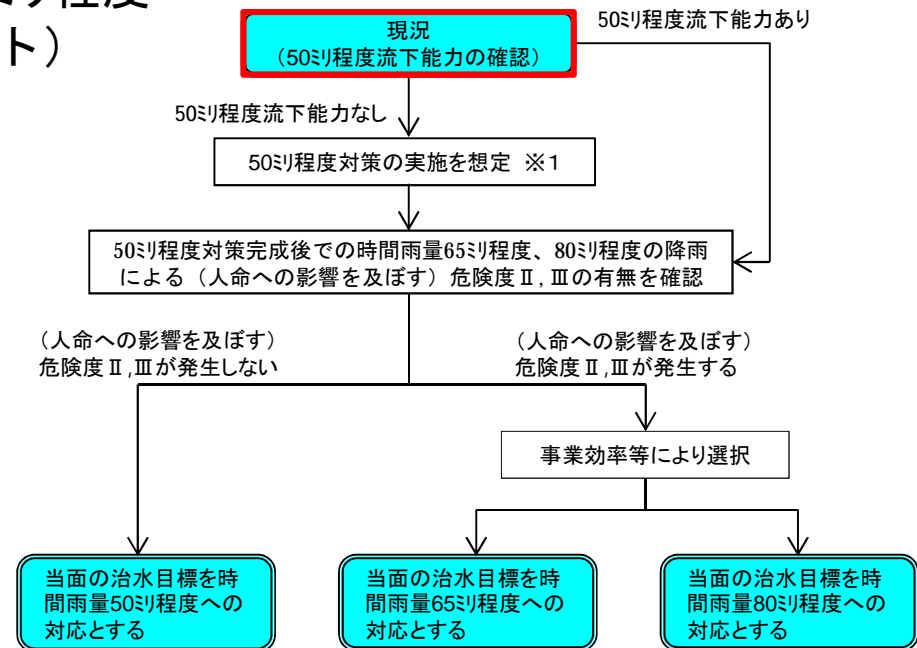 ミリ程度
ト）
50ミリ程度流下能力あり
現況
（50ミリ程度流下能力の確認）
50ミリ程度流下能力なし
50ミリ程度対策の実施を想定 ※1
50ミリ程度対策完成後での時間雨量65ミリ程度、80ミリ程度の降雨
による（人命への影響を及ぼす）危険度Ⅱ,Ⅲの有無を確認
（人命への影響を及ぼす）
危険度Ⅱ,Ⅲが発生しない
（人命への影響を及ぼす）
危険度Ⅱ,Ⅲが発生する
事業効率等により選択
当面の治水目標を時
間雨量50ミリ程度への
対応とする
当面の治水目標を時
間雨量65ミリ程度への
対応とする
当面の治水目標を時
間雨量80ミリ程度への
対応とする